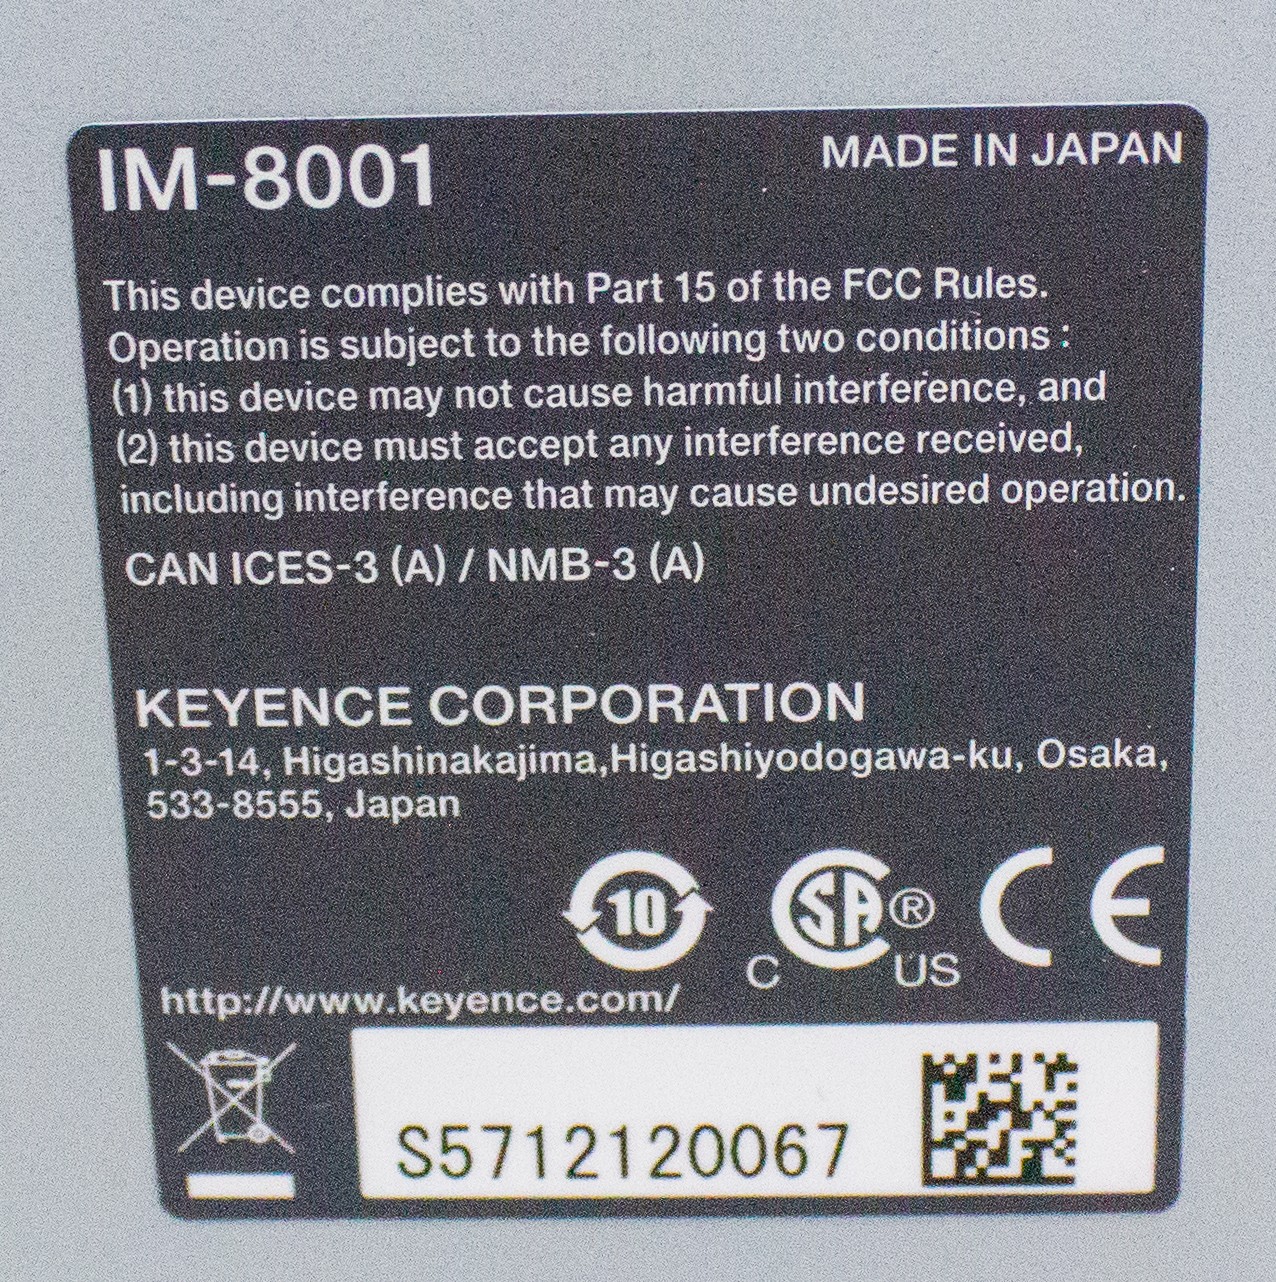 IM-8001
MADE IN JAPAN
This device complies with Part 15 of the FCC Rules.
Operation is subject to the following two conditions :
(1) this device may not cause harmful interference, and
(2) this device must accept any interference received,
including interference that may cause undesired operation.
CAN ICES-3 (A) / NMB-3 (A)
KEYENCE CORPORATION
1-3-14, Higashinakajima,Higashiyodogawa-ku, Osaka,
533-8555, Japan
10
C SA® US
CE
http://www.keyence.com/
S5712120067